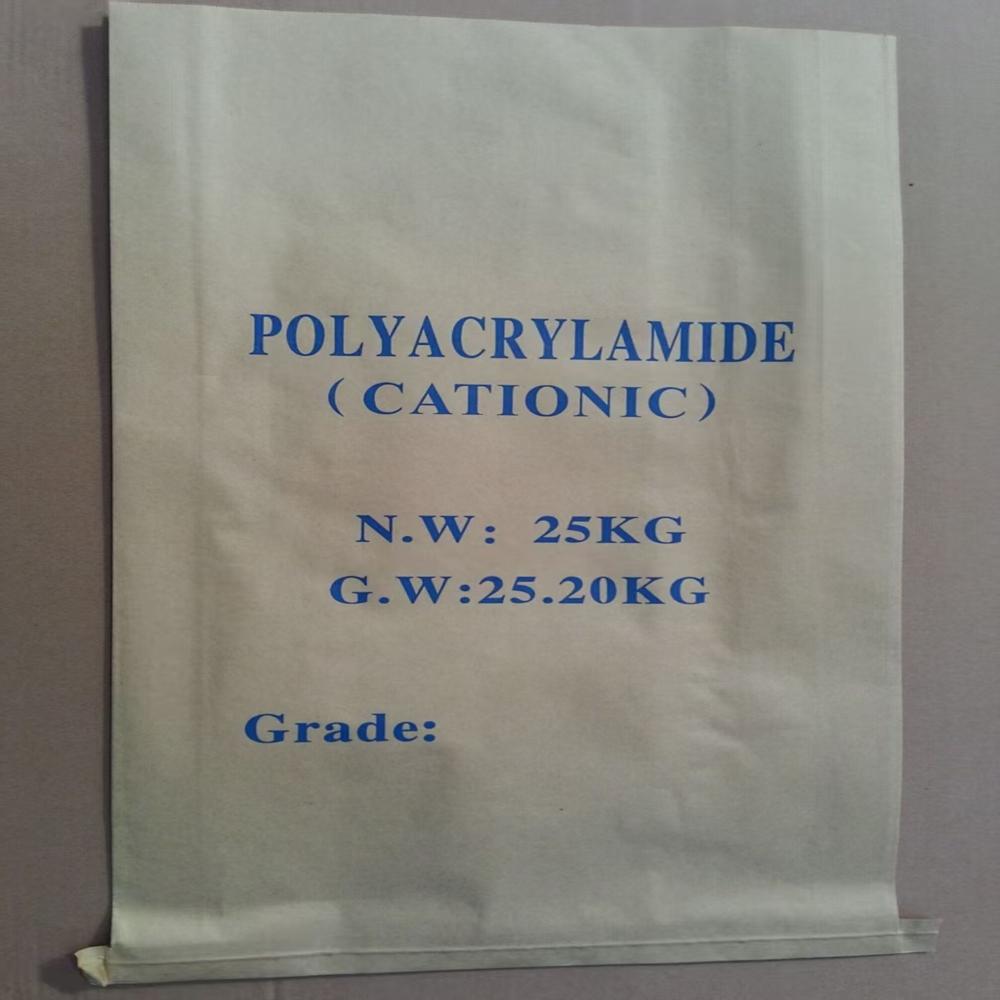 POLYACRYLAMIDE
(CATIONIC)
N.W: 25KG
G.W:25.20KG
Grade: